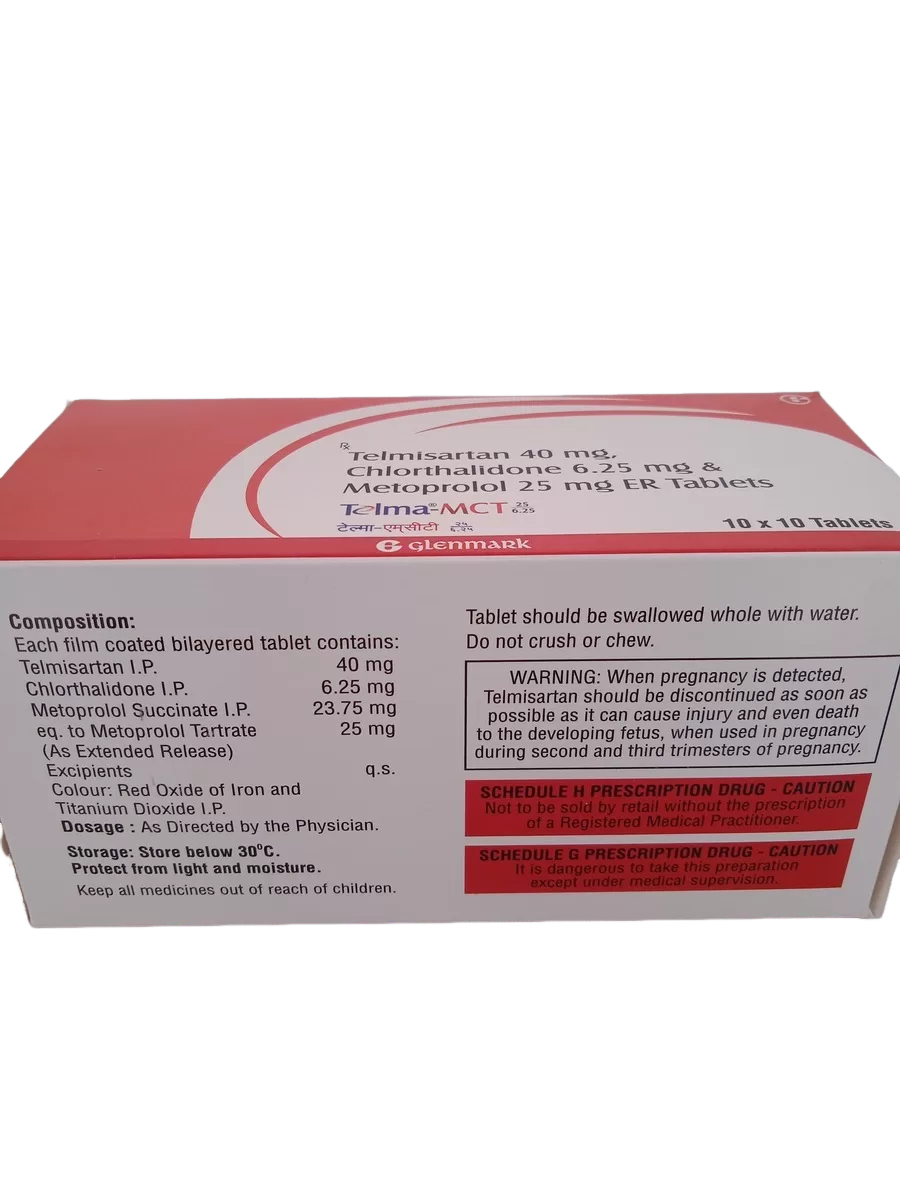 Rx
Telmisartan 40 mg,
Chlorthalidone 6.25 mg &
Metoprolol 25 mg ER Tablets
Telma®-MCT 25/6.25
टेल्मा-एमसीटी २५/६.२५
10 x 10 Tablets
glenmark
Composition:
Each film coated bilayered tablet contains:
Telmisartan I.P. 40 mg
Chlorthalidone I.P. 6.25 mg
Metoprolol Succinate I.P. 23.75 mg
eq. to Metoprolol Tartrate 25 mg
(As Extended Release)
Excipients q.s.
Colour: Red Oxide of Iron and
Titanium Dioxide I.P.
Dosage : As Directed by the Physician.
Storage: Store below 30⁰C.
Protect from light and moisture.
Keep all medicines out of reach of children.
Tablet should be swallowed whole with water.
Do not crush or chew.
WARNING: When pregnancy is detected,
Telmisartan should be discontinued as soon as
possible as it can cause injury and even death
to the developing fetus, when used in pregnancy
during second and third trimesters of pregnancy.
SCHEDULE H PRESCRIPTION DRUG - CAUTION
Not to be sold by retail without the prescription
of a Registered Medical Practitioner.
SCHEDULE G PRESCRIPTION DRUG - CAUTION
It is dangerous to take this preparation
except under medical supervision.